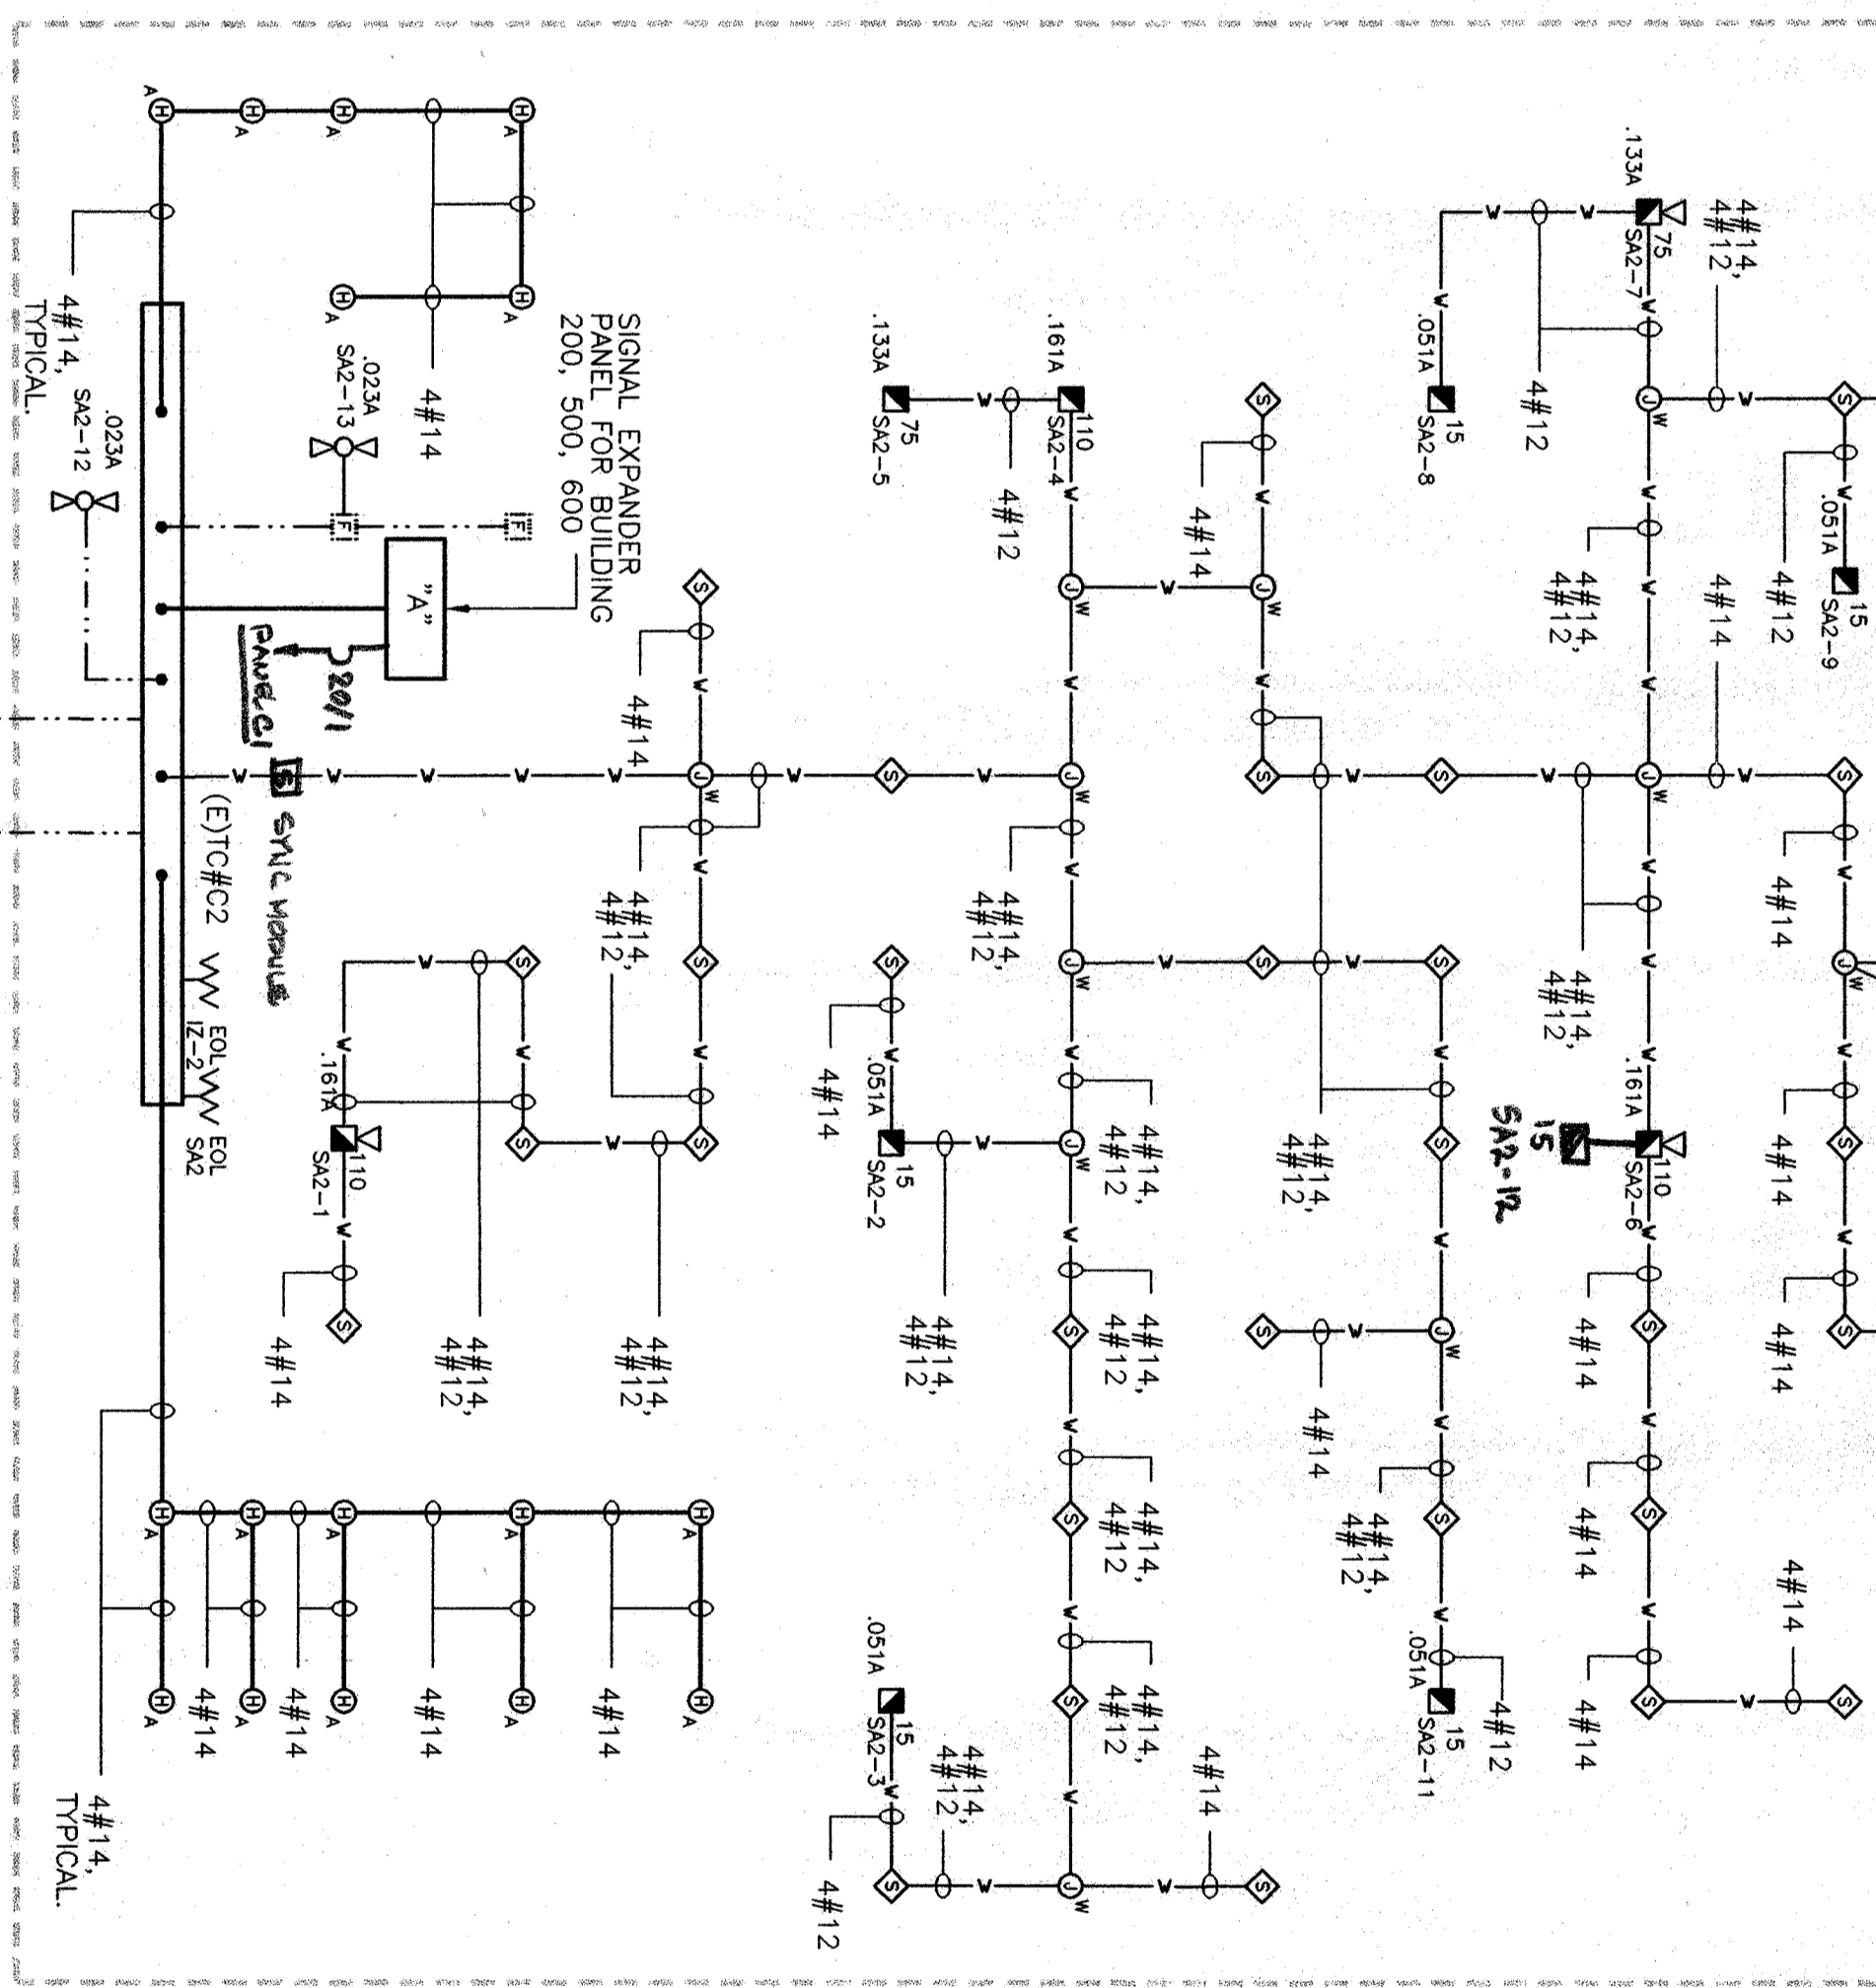 .133A
75
SA2-7
4#14,
4#12
.051A
15
SA2-8
4#12
.051A
15
SA2-9
4#12
4#14,
4#12
4#14
4#14
4#14,
4#12
.161A
110
SA2-6
15
SA2-12
4#14
4#14
4#14
4#14
4#14
4#14
.161A
110
SA2-4
.133A
75
SA2-5
4#12
4#14
4#14,
4#12
4#14,
4#12
4#14
4#14,
4#12
.051A
15
SA2-11
4#12
4#14
.051A
15
SA2-2
4#14,
4#12
4#14,
4#12
4#14,
4#12
4#14,
4#12
4#14,
4#12
4#14
.051A
15
SA2-3
4#14,
4#12
4#12
SIGNAL EXPANDER
PANEL FOR BUILDING
200, 500, 600
"A"
20/1
PANEL C1
SYNC MODULE
4#14
.023A
SA2-13
4#14,
TYPICAL.
.023A
SA2-12
4#14
4#14,
4#12
(E)TC#C2
EOL
IZ-2
EOL
SA2
.161A
110
SA2-1
4#14
4#14,
4#12
4#14,
4#12
4#14
4#14
4#14
4#14
4#14,
TYPICAL.
H
A
S
J
W
F